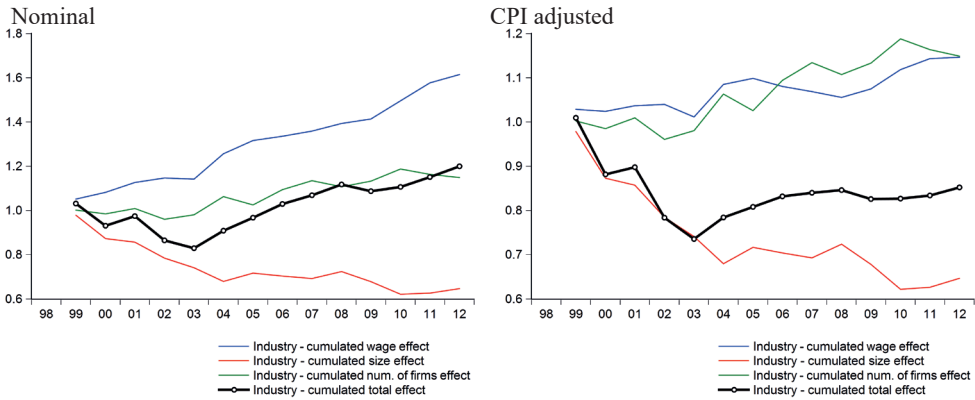 Nominal
1.8
1.6
1.4
1.2
1.0
0.8
0.6
98 99 00 01 02 03 04 05 06 07 08 09 10 11 12
Industry - cumulated wage effect
Industry - cumulated size effect
Industry - cumulated num. of firms effect
Industry - cumulated total effect
CPI adjusted
1.2
1.1
1.0
0.9
0.8
0.7
0.6
98 99 00 01 02 03 04 05 06 07 08 09 10 11 12
Industry - cumulated wage effect
Industry - cumulated size effect
Industry - cumulated num. of firms effect
Industry - cumulated total effect